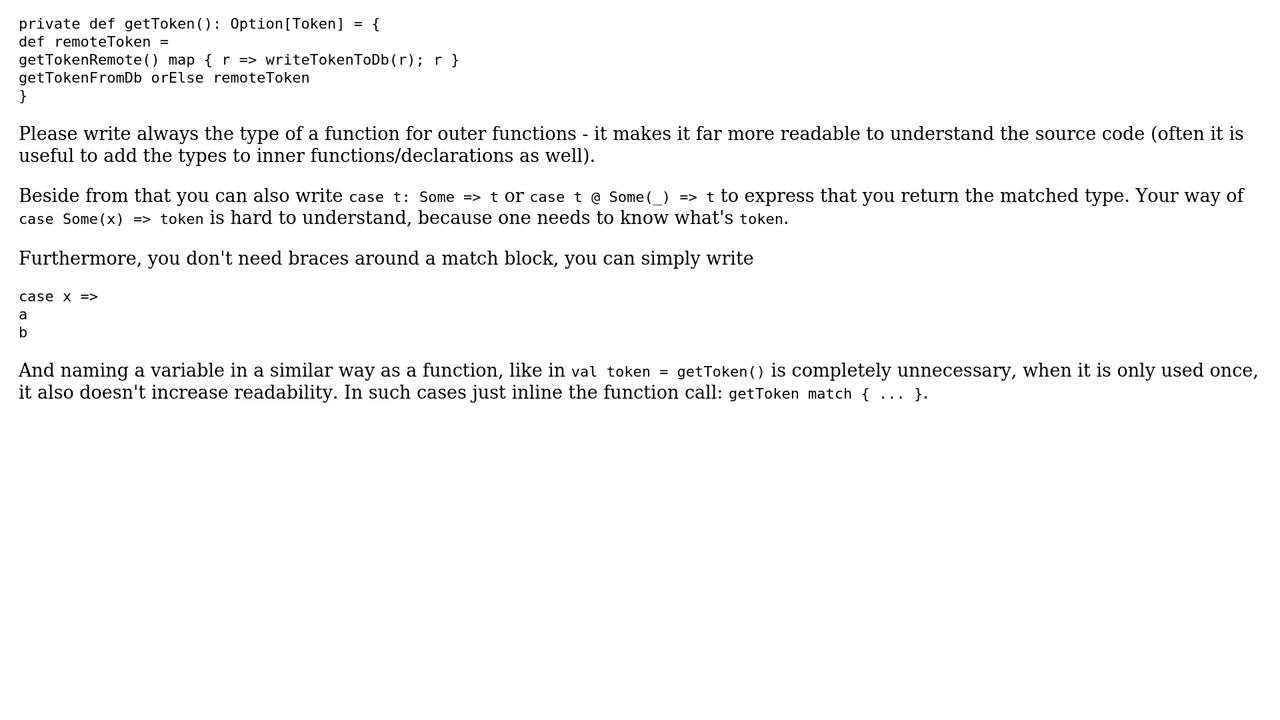 private def getToken(): Option[Token] = {
def remoteToken =
getTokenRemote() map { r => writeTokenToDb(r); r }
getTokenFromDb orElse remoteToken
}
Please write always the type of a function for outer functions - it makes it far more readable to understand the source code (often it is
useful to add the types to inner functions/declarations as well).
Beside from that you can also write case t: Some => t or case t @ Some(_) => t to express that you return the matched type. Your way of
case Some(x) => token is hard to understand, because one needs to know what's token.
Furthermore, you don't need braces around a match block, you can simply write
case x =>
a
b
And naming a variable in a similar way as a function, like in val token = getToken() is completely unnecessary, when it is only used once,
it also doesn't increase readability. In such cases just inline the function call: getToken match { ... }.